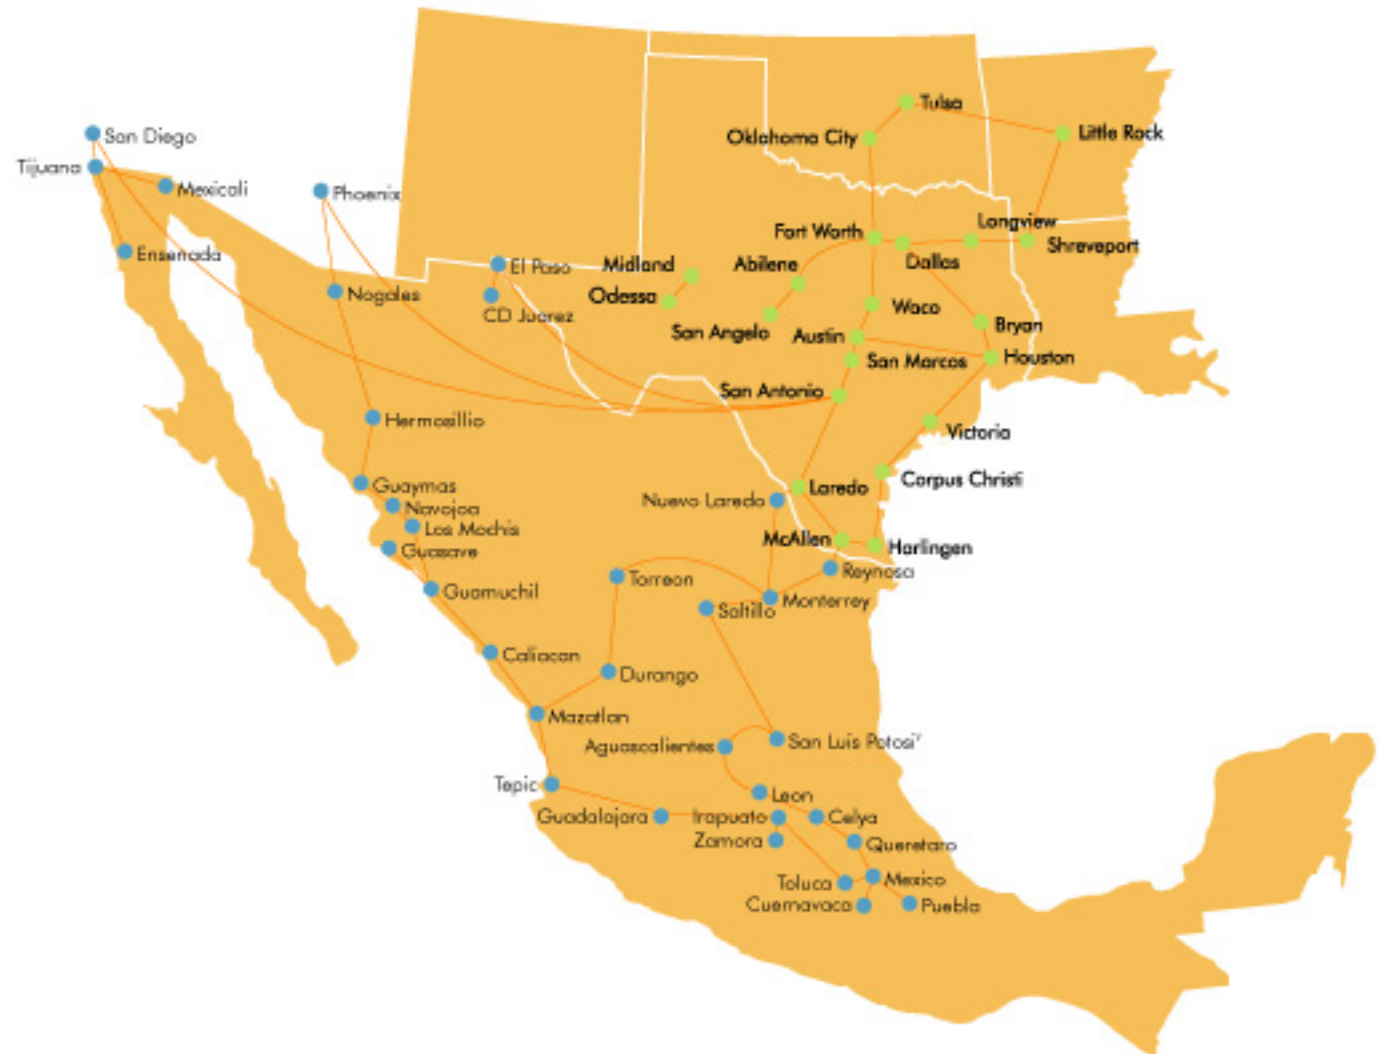 Tulsa
Oklahoma City
Little Rock
San Diego
Tijuana
Mexicali
Phoenix
Longview
Fort Worth
Shreveport
Ensenada
El Paso
Midland
Abilene
Dallas
Nogales
Odessa
CD Juarez
Waco
San Angelo
Austin
Bryan
San Marcos
Houston
San Antonio
Hermosillio
Victoria
Guaymas
Nuevo Laredo
Laredo
Corpus Christi
Navojoa
Los Mochis
McAllen
Harlingen
Guasave
Reynosa
Torreon
Guamuchil
Saltillo
Monterrey
Caliacan
Durango
Mazatlan
Aguascalientes
San Luis Potosiʸ
Tepic
Leon
Guadalajara
Irapuato
Celya
Zamora
Queretaro
Toluca
Mexico
Cuernavaca
Puebla